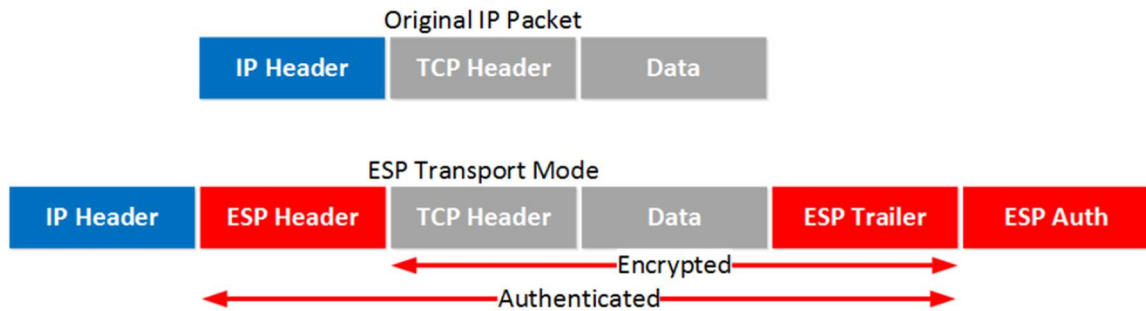 Original IP Packet
IP Header TCP Header Data
ESP Transport Mode
IP Header ESP Header TCP Header Data ESP Trailer ESP Auth
Encrypted
Authenticated